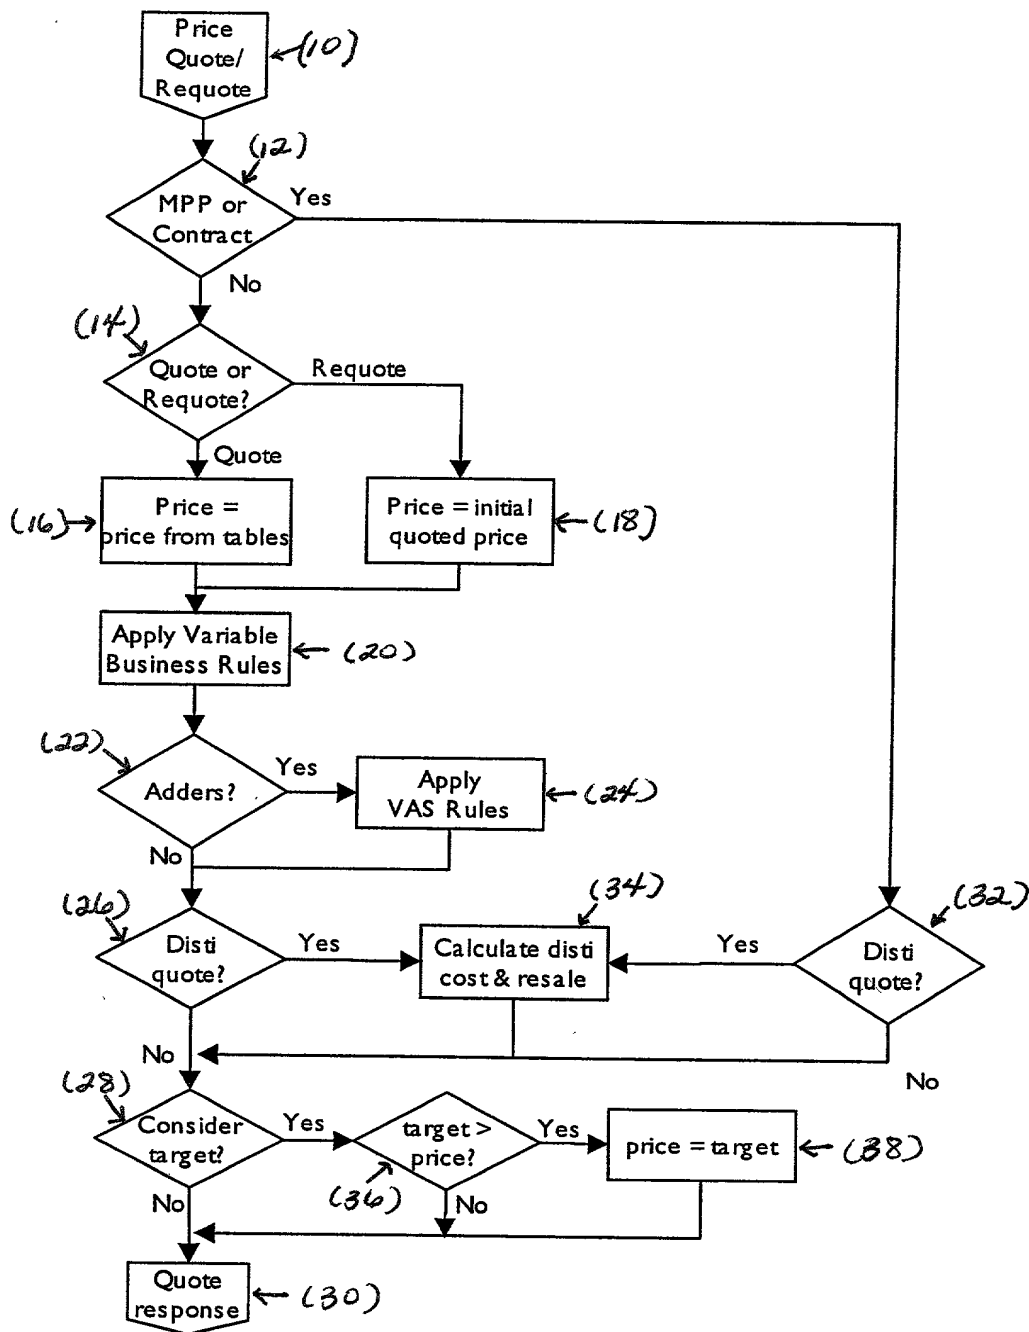 Price
Quote/
Requote
(10)
(12)
MPP or
Contract
Yes
No
(14)
Quote or
Requote?
Requote
Quote
(16)
Price =
price from tables
Price = initial
quoted price
(18)
Apply Variable
Business Rules
(20)
(22)
Adders?
Yes
Apply
VAS Rules
(24)
No
(26)
Disti
quote?
Yes
(34)
Calculate disti
cost & resale
Yes
(32)
Disti
quote?
No
No
(28)
Consider
target?
Yes
target >
price?
(36)
Yes
price = target
(38)
No
No
Quote
response
(30)